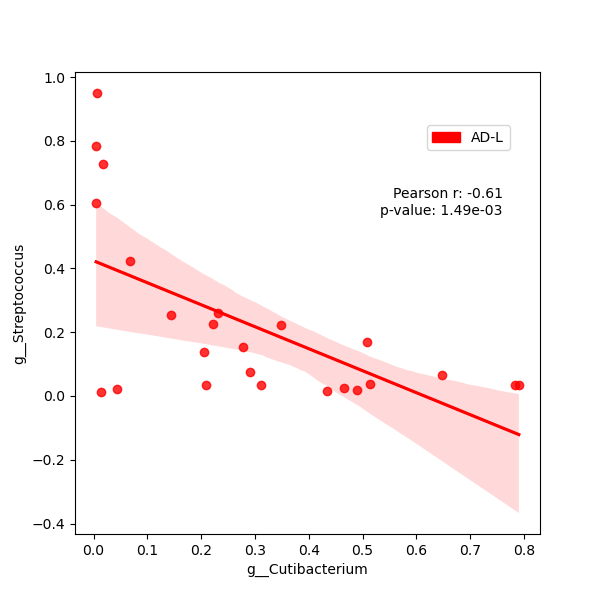 1.0
0.8
0.6
0.4
0.2
0.0
−0.2
−0.4
g__Streptococcus
AD-L
Pearson r: -0.61
p-value: 1.49e-03
0.0 0.1 0.2 0.3 0.4 0.5 0.6 0.7 0.8
g__Cutibacterium